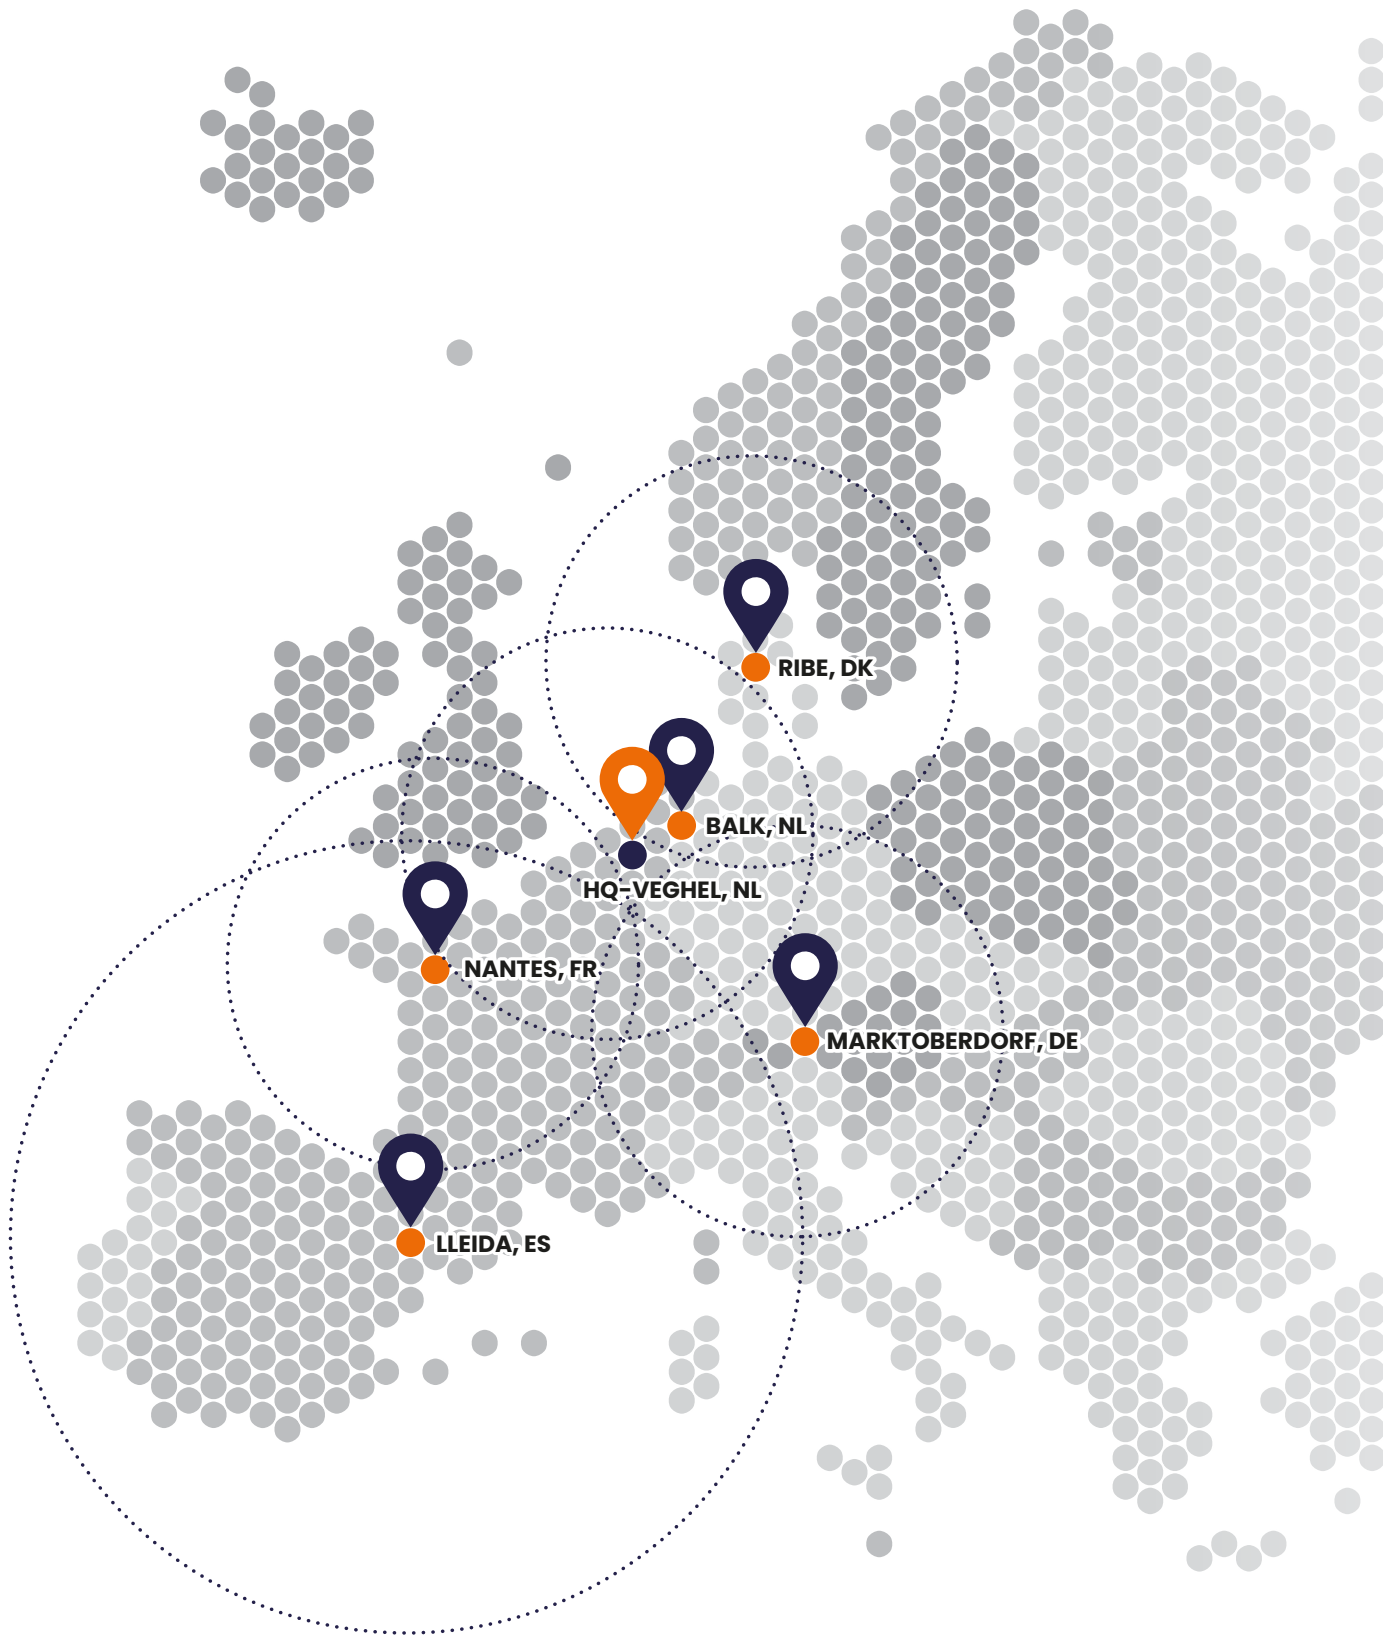 RIBE, DK
BALK, NL
HQ-VEGHEL, NL
NANTES, FR
MARKTOBERDORF, DE
LLEIDA, ES